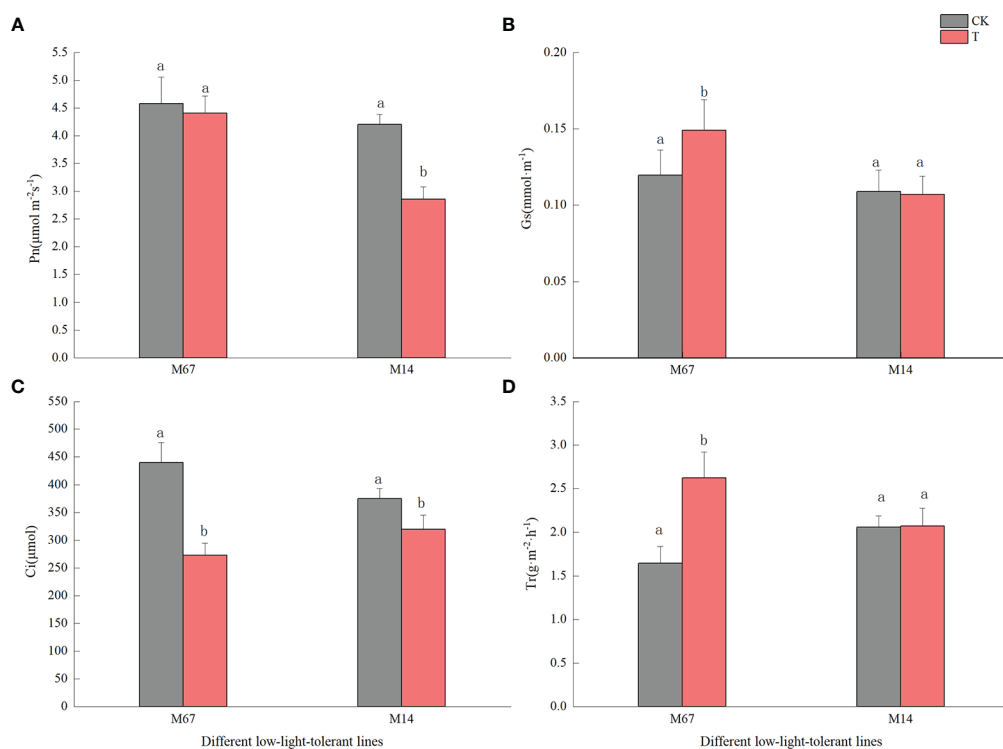 A
B
CK
T
Pn(μmol m⁻²s⁻¹)
5.5
5.0
4.5
4.0
3.5
3.0
2.5
2.0
1.5
1.0
0.5
0.0
a
a
a
b
M67
M14
Gs(mmol·m⁻¹)
0.20
0.15
0.10
0.05
0.00
a
b
a
a
M67
M14
C
D
Ci(μmol)
550
500
450
400
350
300
250
200
150
100
50
0
a
b
a
b
M67
M14
Different low-light-tolerant lines
Tr(g·m⁻²·h⁻¹)
3.5
3.0
2.5
2.0
1.5
1.0
0.5
0.0
a
b
a
a
M67
M14
Different low-light-tolerant lines